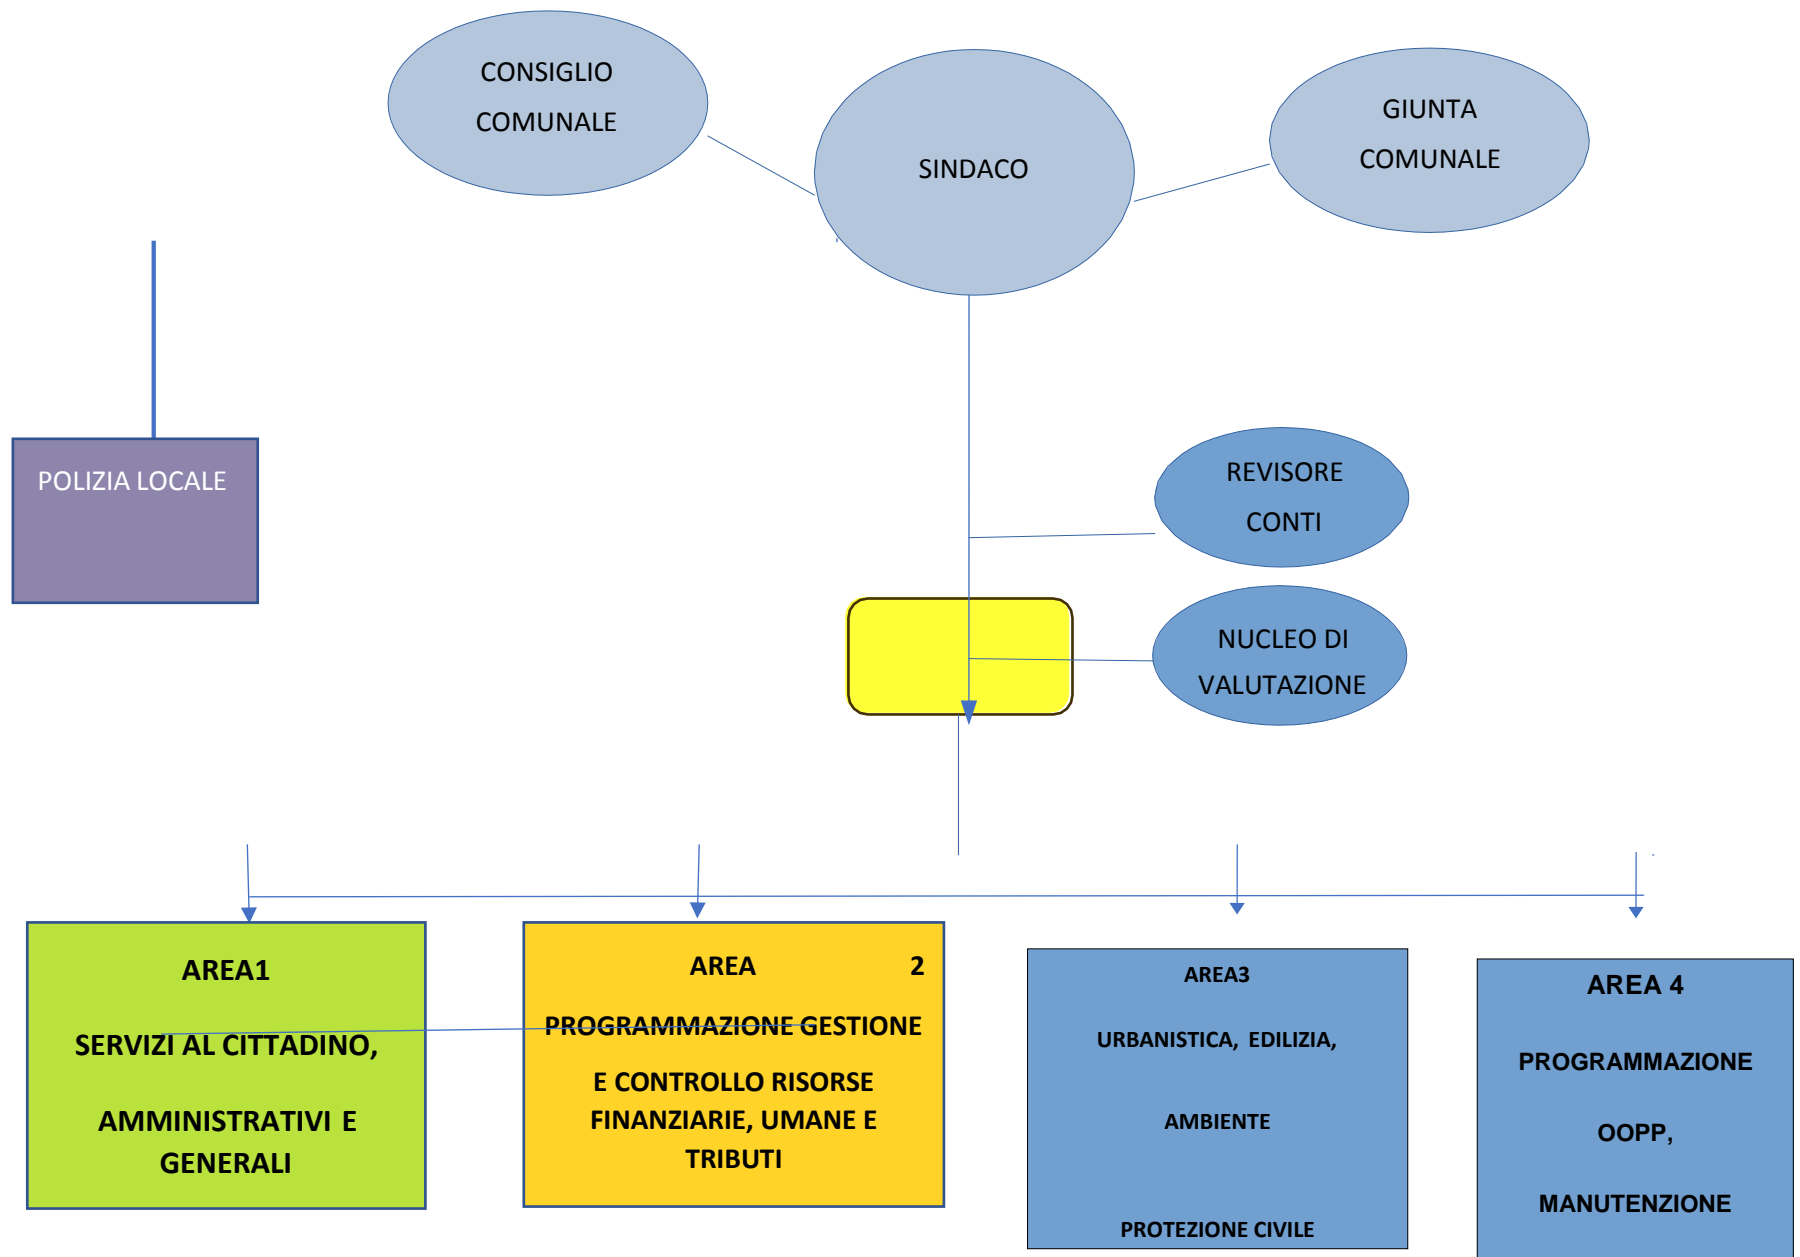 CONSIGLIO
COMUNALE
SINDACO
GIUNTA
COMUNALE
POLIZIA LOCALE
REVISORE
CONTI
NUCLEO DI
VALUTAZIONE
AREA1
SERVIZI AL CITTADINO,
AMMINISTRATIVI E
GENERALI
AREA 2
PROGRAMMAZIONE GESTIONE
E CONTROLLO RISORSE
FINANZIARIE, UMANE E
TRIBUTI
AREA3
URBANISTICA, EDILIZIA,
AMBIENTE
PROTEZIONE CIVILE
AREA 4
PROGRAMMAZIONE
OOPP,
MANUTENZIONE